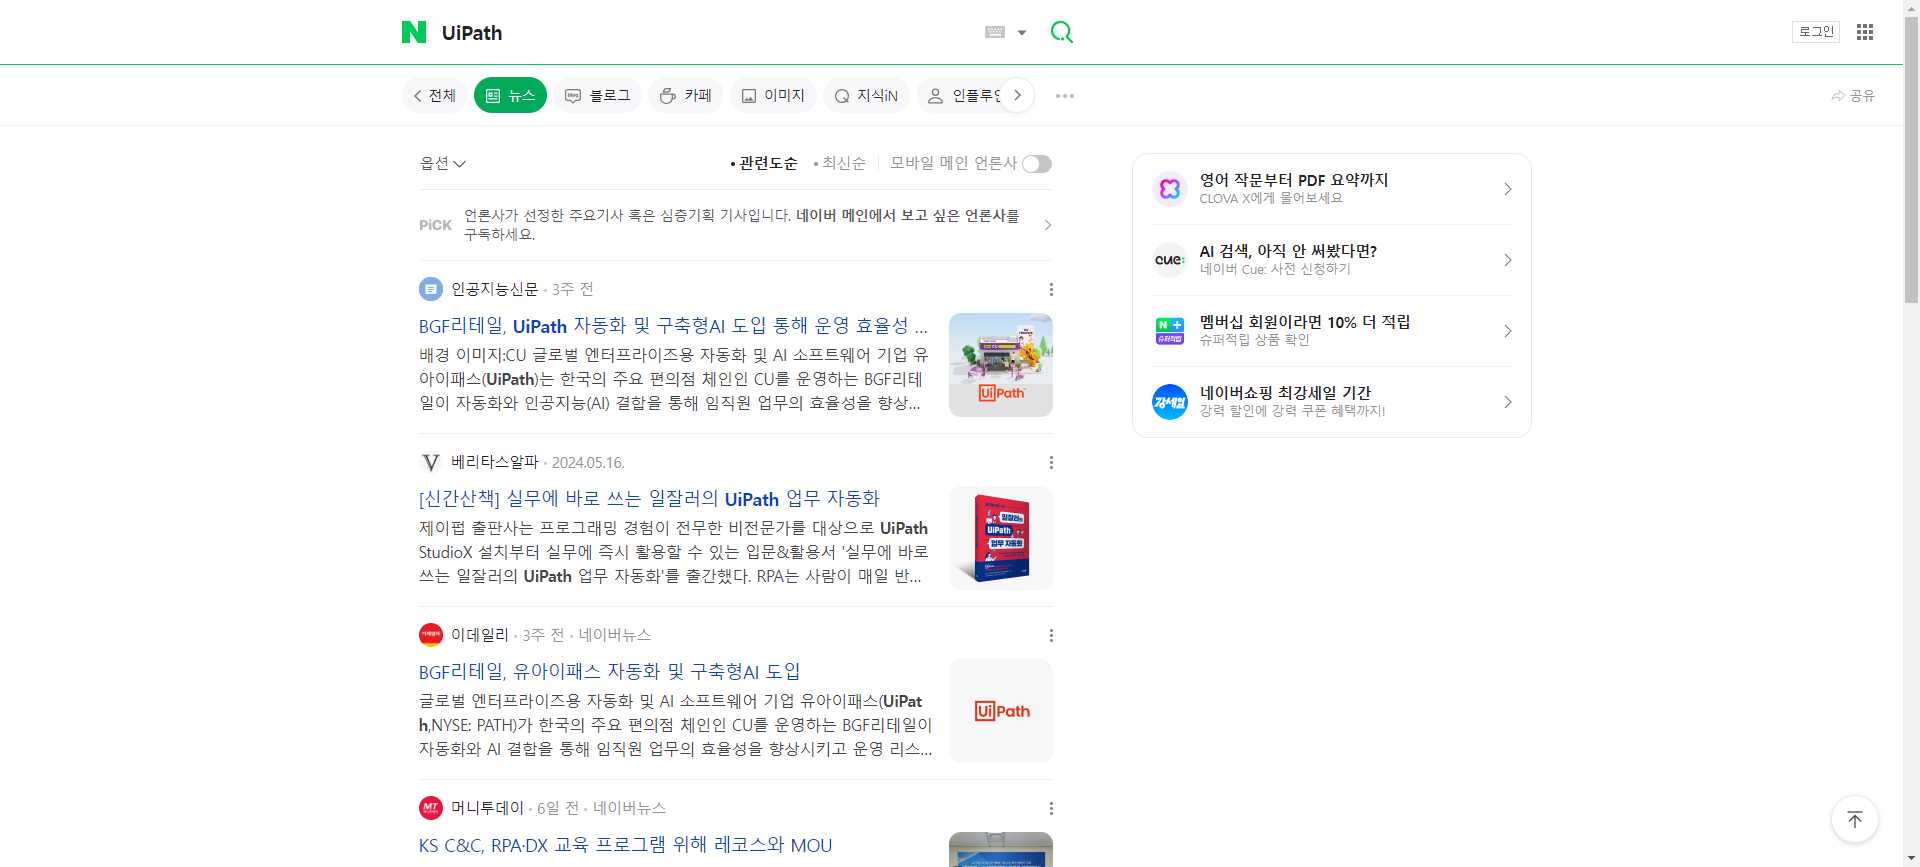 UiPath
로그인
전체
뉴스
블로그
카페
이미지
지식iN
인플루언
공유
옵션
관련도순
최신순
모바일 메인 언론사
PiCK
언론사가 선정한 주요기사 혹은 심층기획 기사입니다. 네이버 메인에서 보고 싶은 언론사를
구독하세요.
인공지능신문 · 3주 전
BGF리테일, UiPath 자동화 및 구축형AI 도입 통해 운영 효율성 ...
배경 이미지:CU 글로벌 엔터프라이즈용 자동화 및 AI 소프트웨어 기업 유
아이패스(UiPath)는 한국의 주요 편의점 체인인 CU를 운영하는 BGF리테
일이 자동화와 인공지능(AI) 결합을 통해 임직원 업무의 효율성을 향상...
UiPath
베리타스알파 · 2024.05.16.
[신간산책] 실무에 바로 쓰는 일잘러의 UiPath 업무 자동화
제이펍 출판사는 프로그래밍 경험이 전무한 비전문가를 대상으로 UiPath
StudioX 설치부터 실무에 즉시 활용할 수 있는 입문&활용서 '실무에 바로
쓰는 일잘러의 UiPath 업무 자동화'를 출간했다. RPA는 사람이 매일 반...
일잘러의
UiPath
업무 자동화
이데일리 · 3주 전 · 네이버뉴스
BGF리테일, 유아이패스 자동화 및 구축형AI 도입
글로벌 엔터프라이즈용 자동화 및 AI 소프트웨어 기업 유아이패스(UiPat
h,NYSE: PATH)가 한국의 주요 편의점 체인인 CU를 운영하는 BGF리테일이
자동화와 AI 결합을 통해 임직원 업무의 효율성을 향상시키고 운영 리스...
UiPath
MT
머니투데이 · 6일 전 · 네이버뉴스
KS C&C, RPA·DX 교육 프로그램 위해 레코스와 MOU
영어 작문부터 PDF 요약까지
CLOVA X에게 물어보세요
cue:
AI 검색, 아직 안 써봤다면?
네이버 Cue: 사전 신청하기
N +
슈퍼적립
멤버십 회원이라면 10% 더 적립
슈퍼적립 상품 확인
강세일
네이버쇼핑 최강세일 기간
강력 할인에 강력 쿠폰 혜택까지!